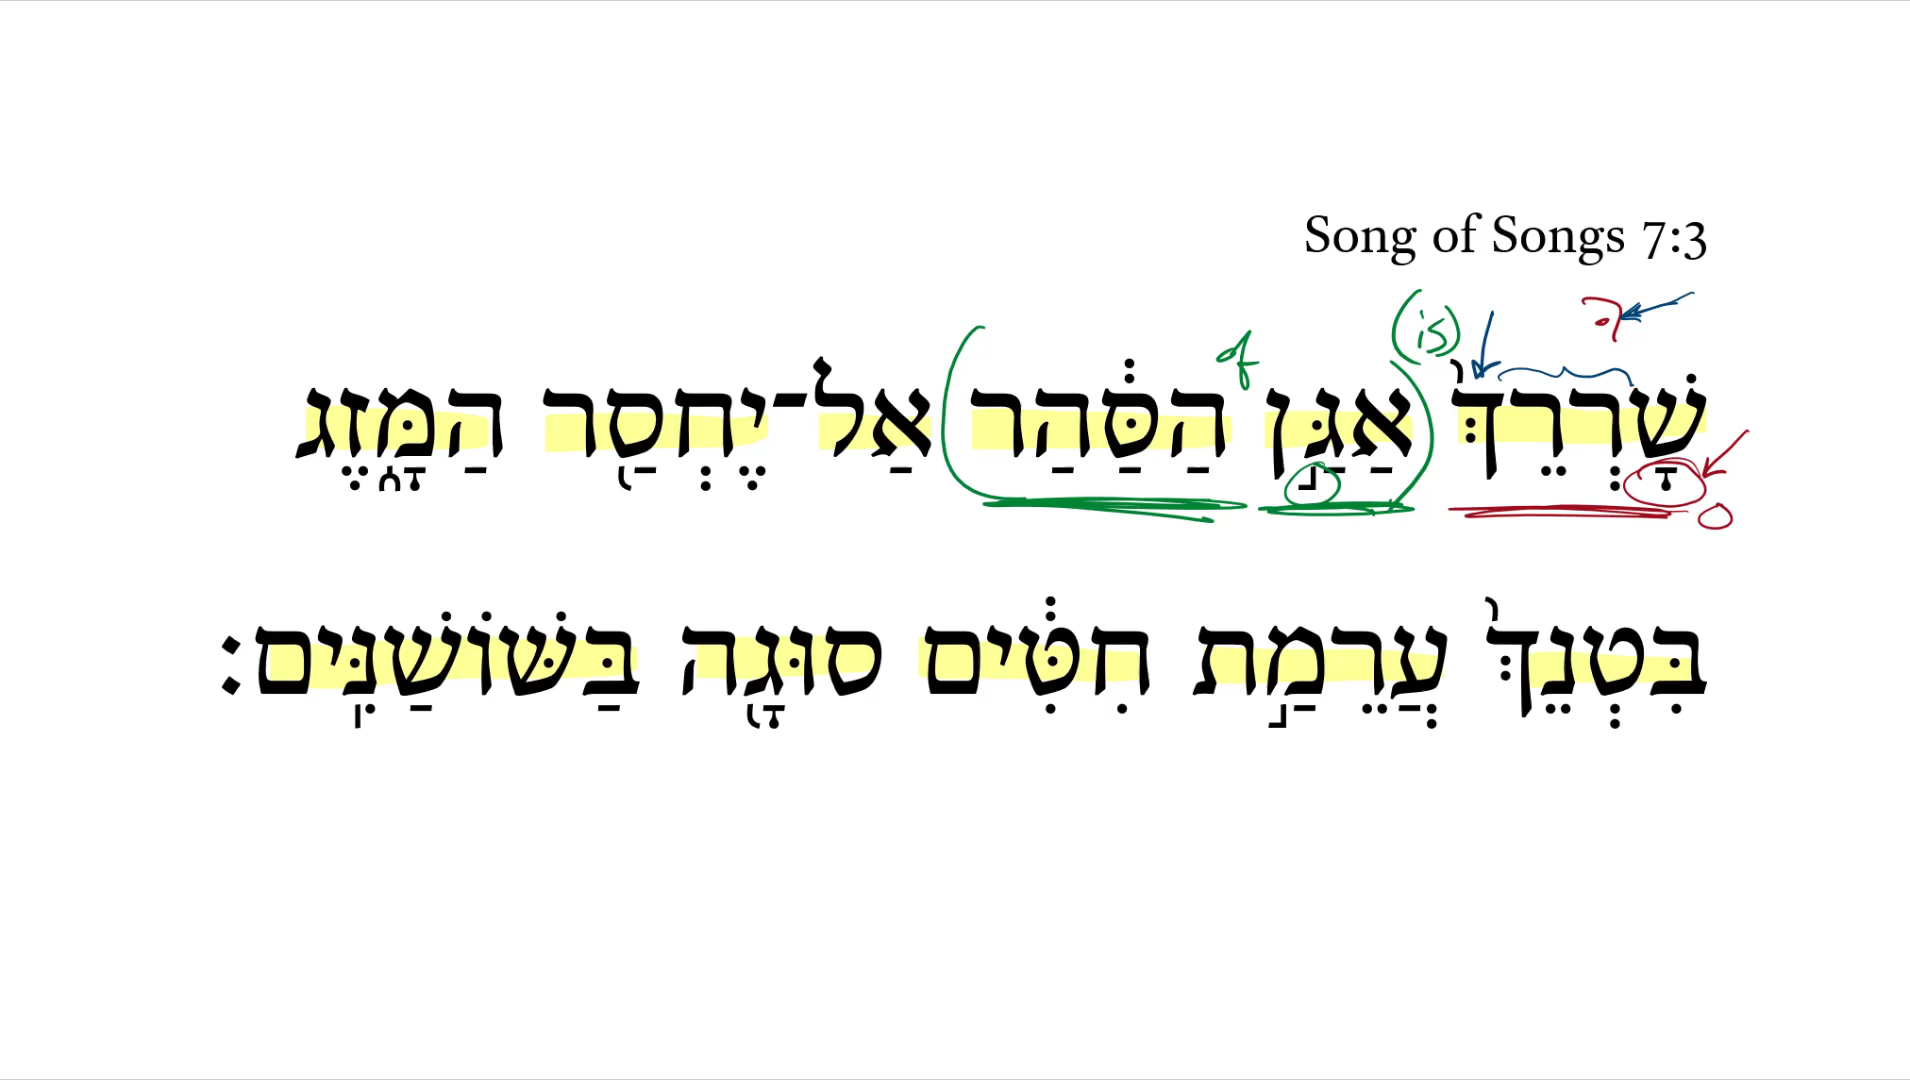 Song of Songs 7:3
(is)
of
שָׁרְרֵךְ֙ אַגַּ֣ן הַסַּ֔הַר אַל־יֶחְסַ֖ר הַמָּ֑זֶג
בִּטְנֵךְ֙ עֲרֵמַ֣ת חִטִּ֔ים סוּגָ֖ה בַּשּׁוֹשַׁנִּֽים׃